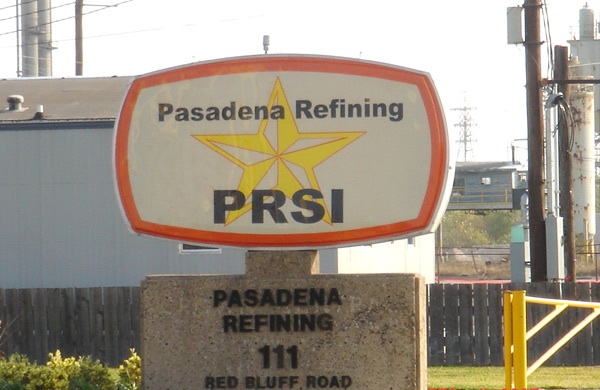 Pasadena Refining
PRSI
PASADENA
REFINING
111
RED BLUFF ROAD